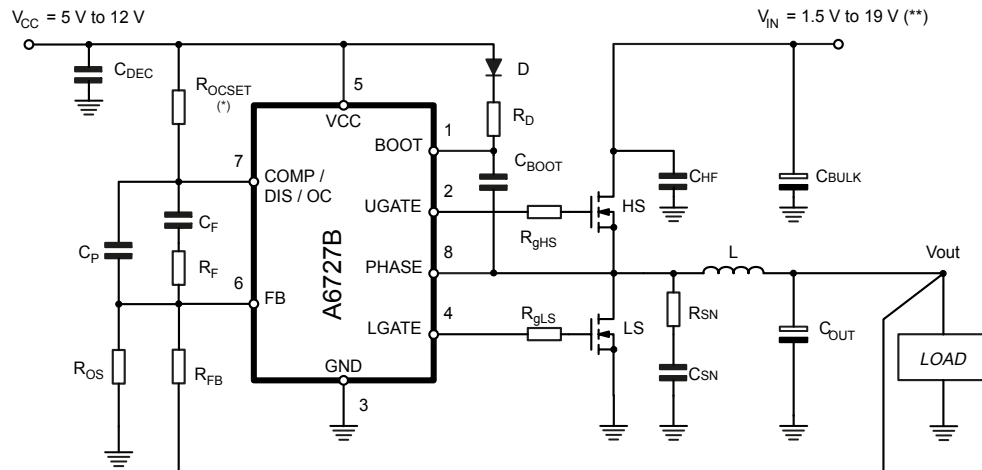 VCC = 5 V to 12 V
VIN = 1.5 V to 19 V (**)
CDEC
ROCSET
(*)
D
RD
5
VCC
1
BOOT
CBOOT
7
COMP /
DIS / OC
2
UGATE
RgHS
HS
CHF
CBULK
CP
CF
RF
A6727B
8
PHASE
L
Vout
6
FB
4
LGATE
RgLS
LS
RSN
CSN
COUT
LOAD
ROS
RFB
GND
3